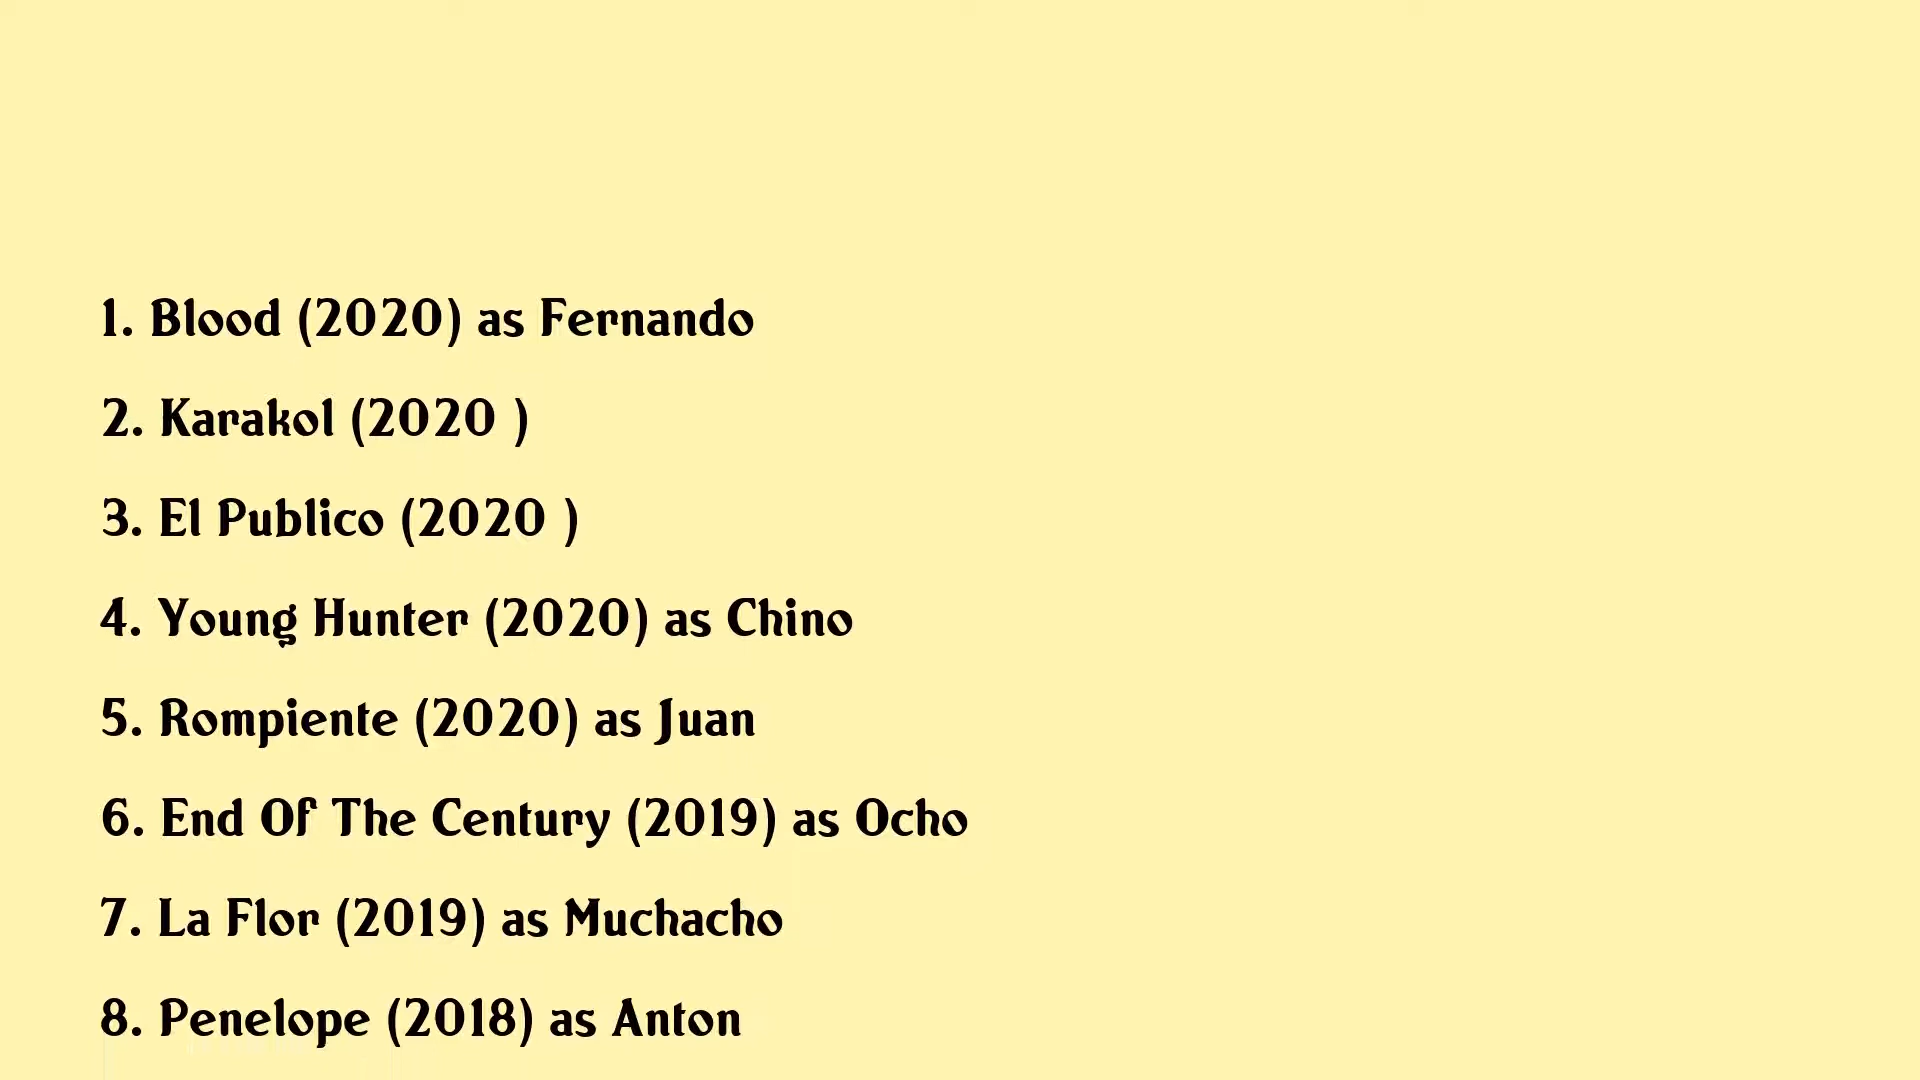 1. Blood (2020) as Fernando
2. Karakol (2020 )
3. El Publico (2020 )
4. Young Hunter (2020) as Chino
5. Rompiente (2020) as Juan
6. End Of The Century (2019) as Ocho
7. La Flor (2019) as Muchacho
8. Penelope (2018) as Anton